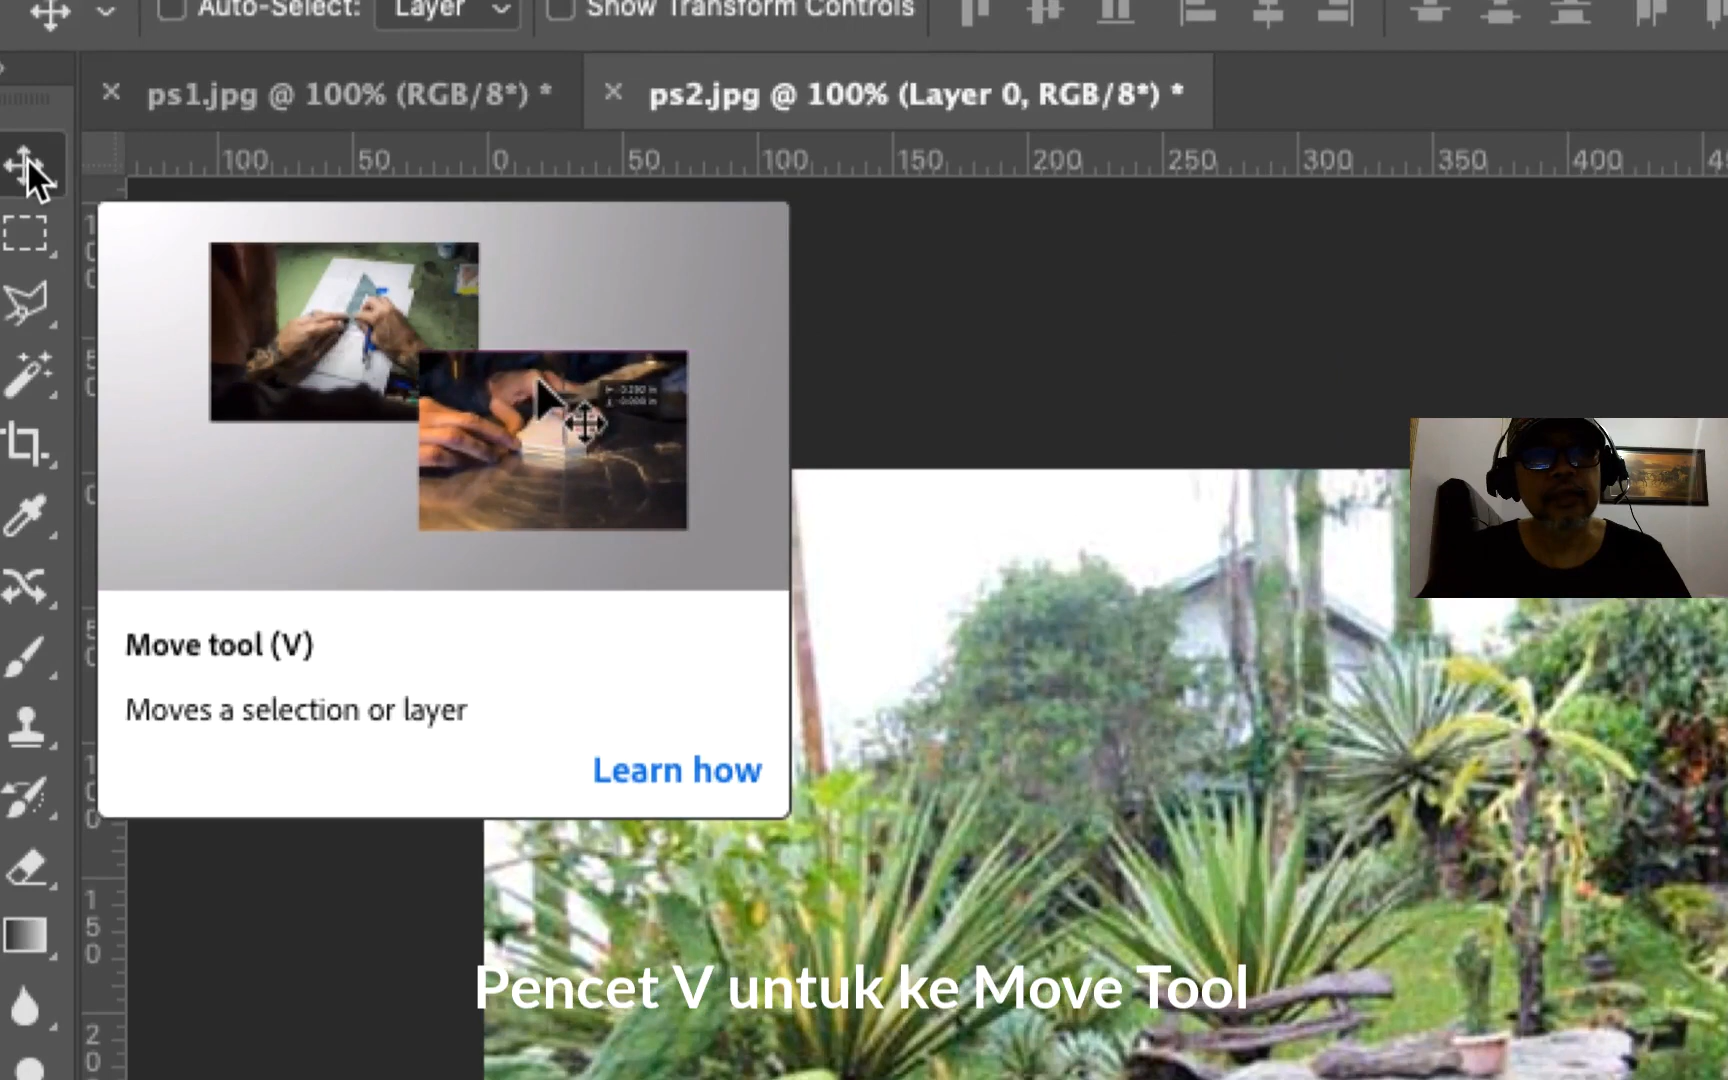 Auto-Select: Layer Show Transform Controls
ps1.jpg @ 100% (RGB/8*) * ps2.jpg @ 100% (Layer 0, RGB/8*) *
100 50 0 50 100 150 200 250 300 350 400
Move tool (V)
Moves a selection or layer
Learn how
Pencet V untuk ke Move Tool